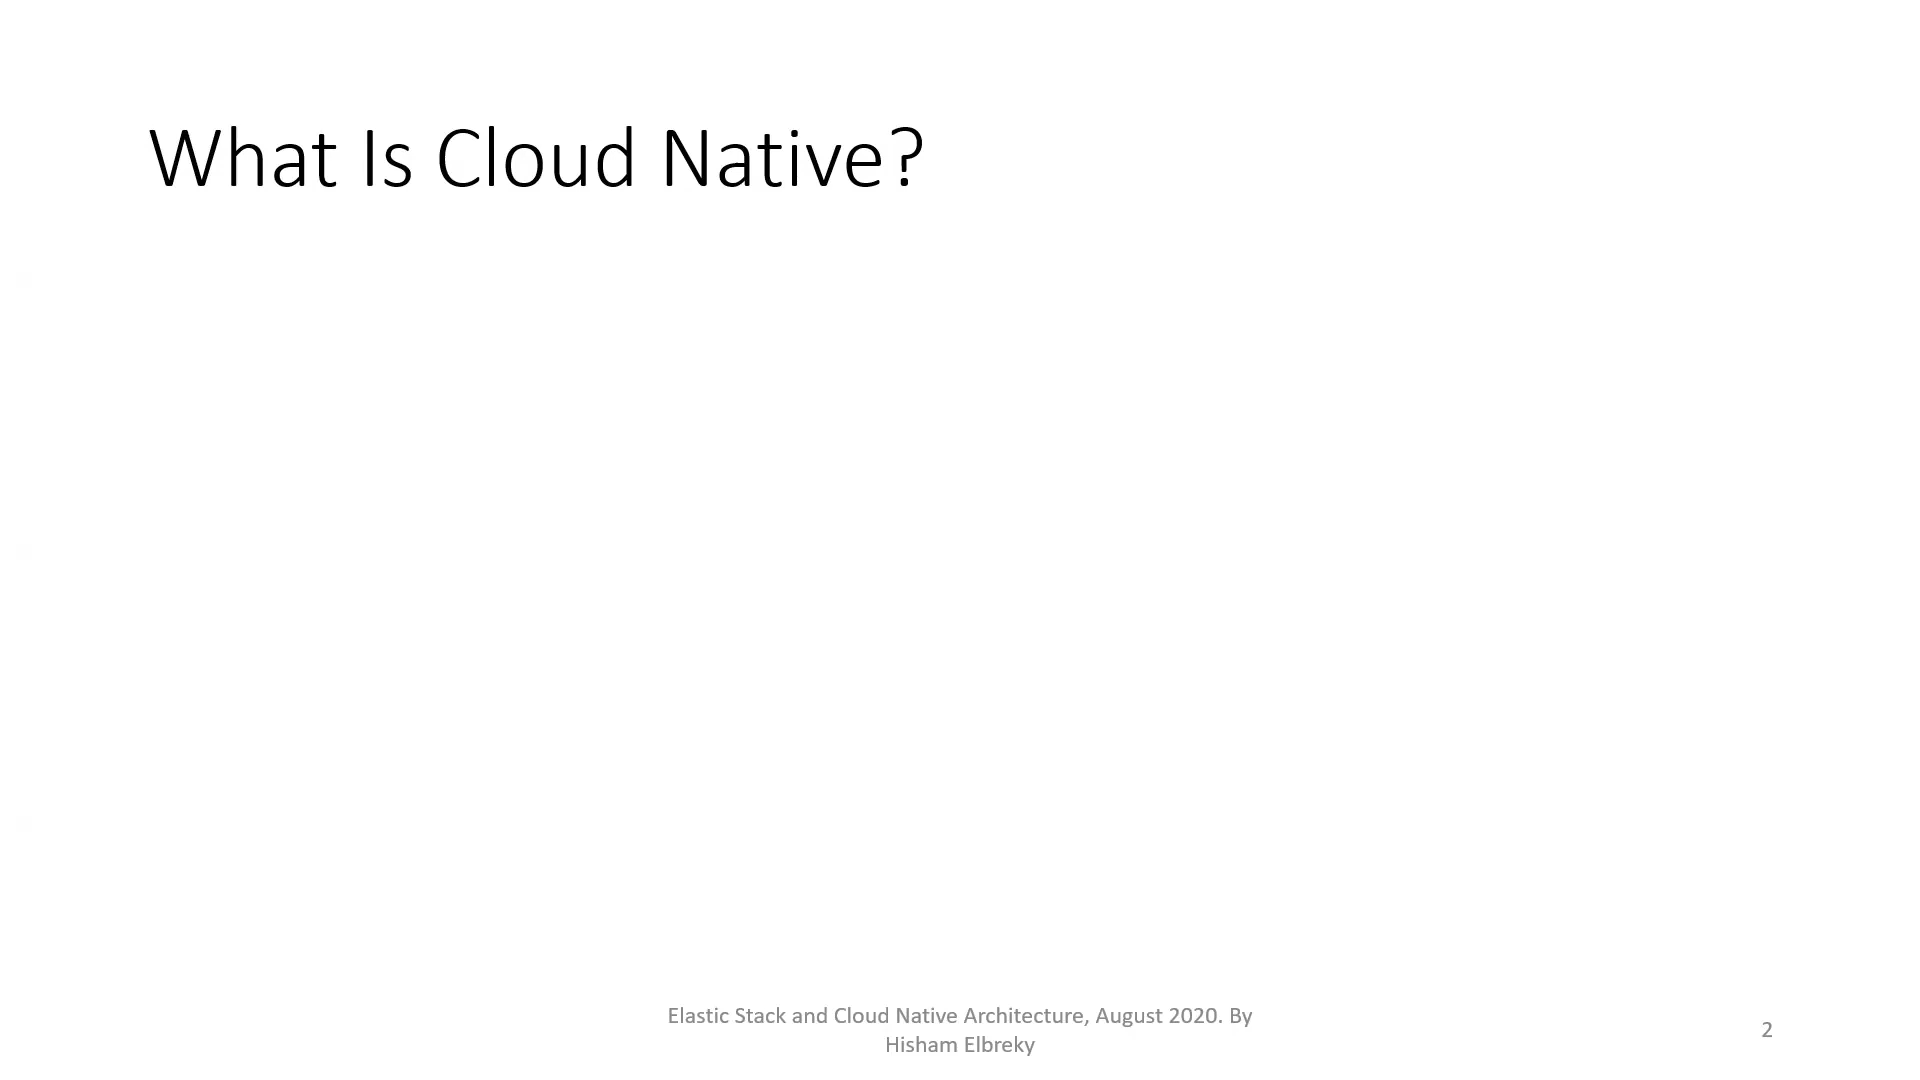 What Is Cloud Native?
Elastic Stack and Cloud Native Architecture, August 2020. By
Hisham Elbreky
2